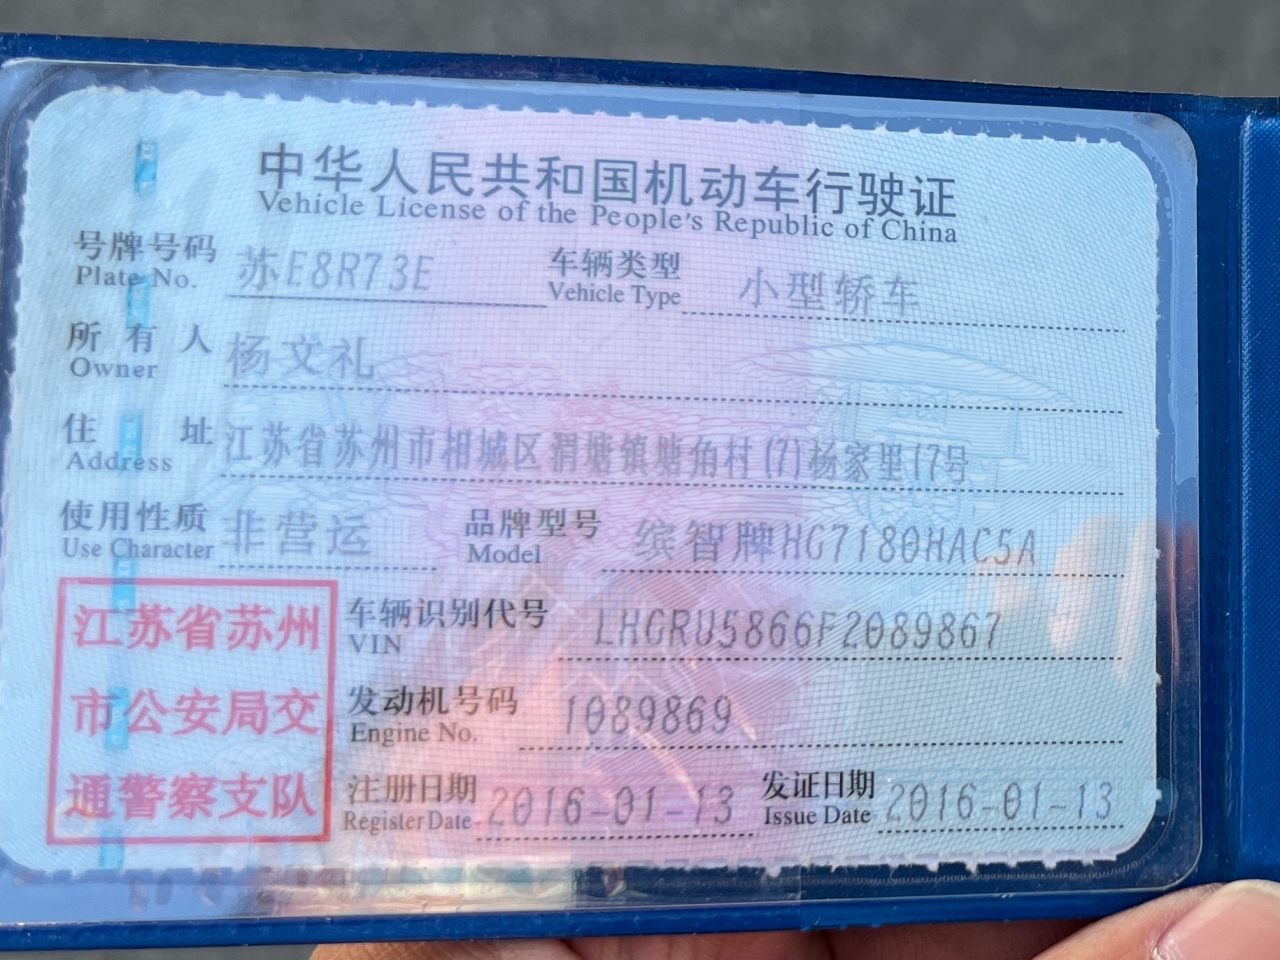 中华人民共和国机动车行驶证
Vehicle License of the People's Republic of China
号牌号码 苏E8R73E 车辆类型 小型轿车
Plate No. Vehicle Type
所有人 杨文礼
Owner
住址 江苏省苏州市相城区渭塘镇塘角村(7)杨家里17号
Address
使用性质 非营运 品牌型号 缤智牌HG7180HAC5A
Use Character Model
江苏省苏州
市公安局交
通警察支队
车辆识别代号 LHGRU5866F2089867
VIN
发动机号码 1089869
Engine No.
注册日期 2016-01-13 发证日期 2016-01-13
Register Date Issue Date